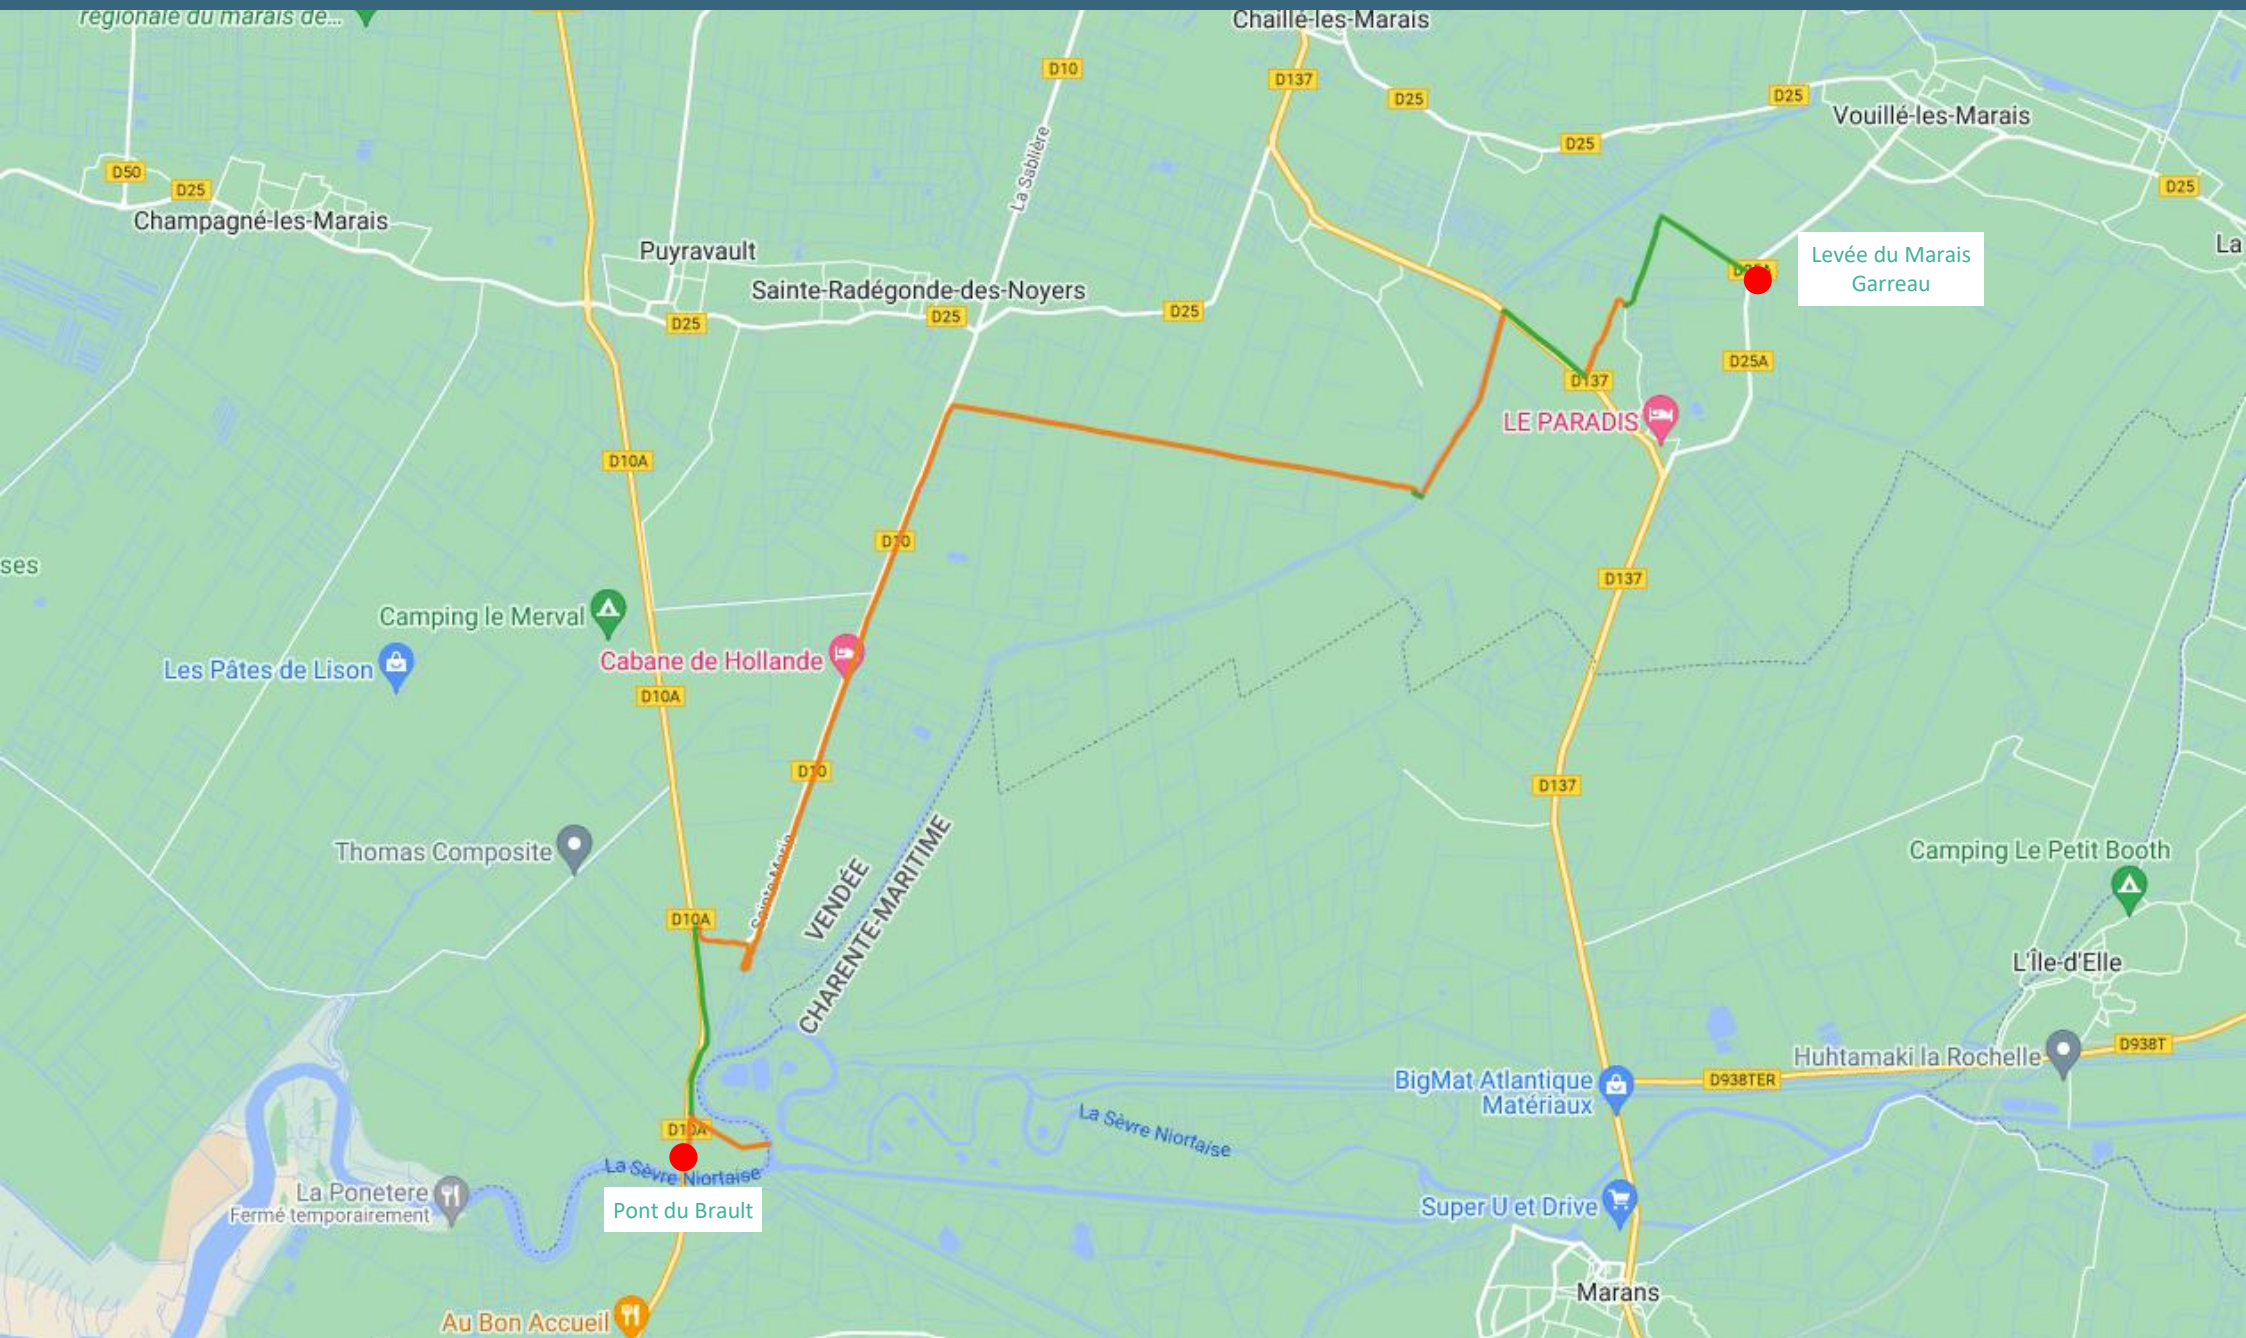 régionale du marais de...
Chaillé-les-Marais
D10
D137
D25
D25
Vouillé-les-Marais
D25
La Sablière
D50
D25
D25
Champagné-les-Marais
Puyravault
Sainte-Radégonde-des-Noyers
La
Levée du Marais
Garreau
D25A
D25
D25
D25
D25A
D137
LE PARADIS
D10A
D10
ses
D137
Camping le Merval
Cabane de Hollande
Les Pâtes de Lison
D10A
D10
D137
Sainte-Marie
Thomas Composite
VENDÉE
CHARENTE-MARITIME
Camping Le Petit Booth
D10A
L'Île-d'Elle
D938T
Huhtamaki la Rochelle
BigMat Atlantique
Matériaux
D938TER
La Sèvre Niortaise
D10A
La Sèvre Niortaise
La Ponetere
Fermé temporairement
Pont du Brault
Super U et Drive
Marans
Au Bon Accueil